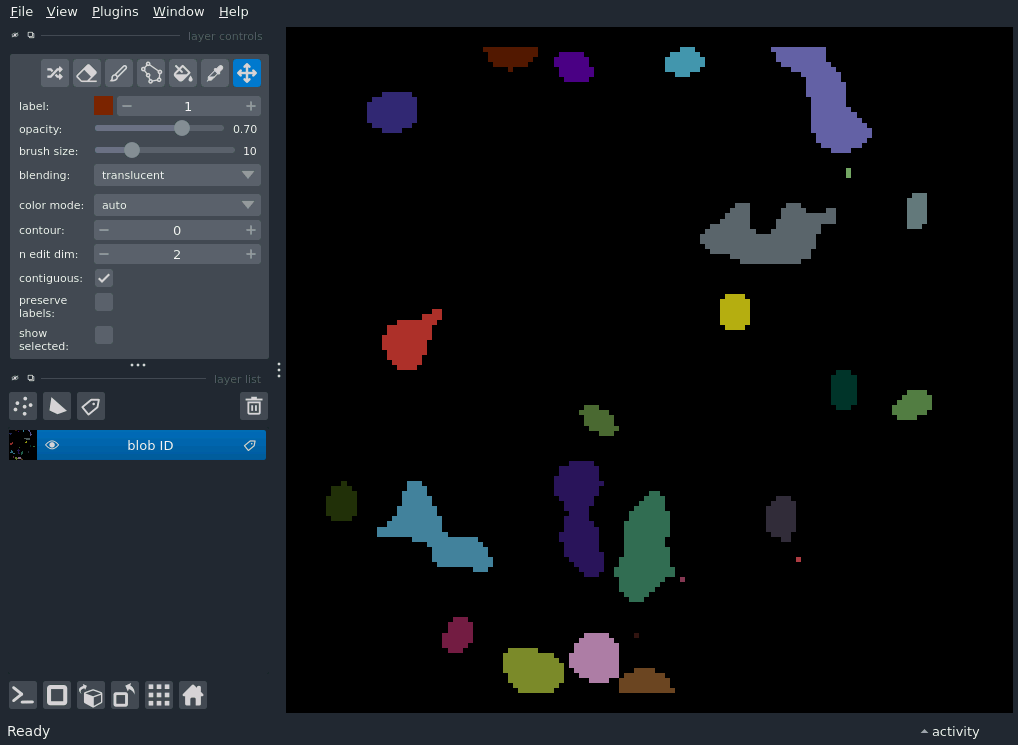 File View Plugins Window Help
layer controls
label: 1
opacity: 0.70
brush size: 10
blending: translucent
color mode: auto
contour: 0
n edit dim: 2
contiguous:
preserve
labels:
show
selected:
layer list
blob ID
Ready
activity